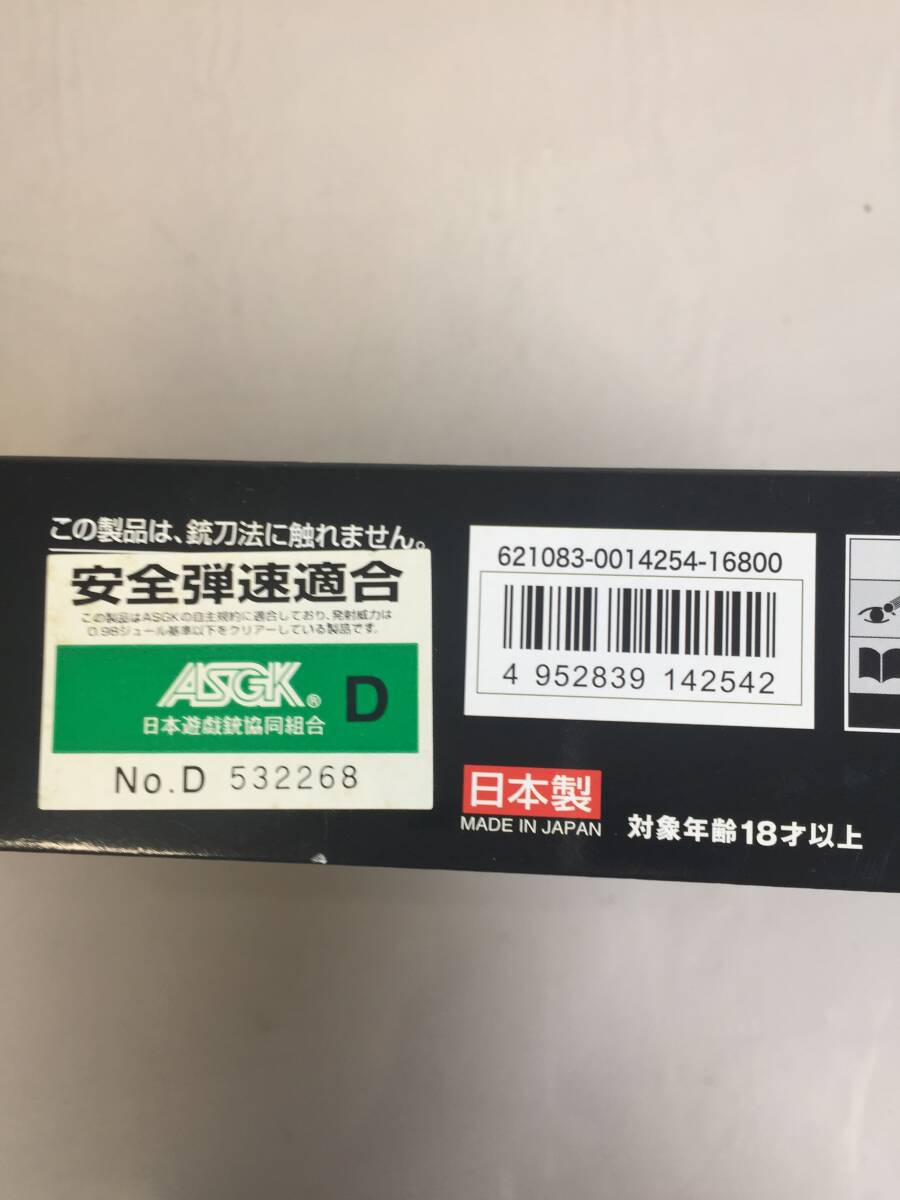 この製品は、銃刀法に触れません。
安全弾速適合
この製品はASGKの自主規約に適合しており、発射威力は
0.98ジュール基準以下をクリアーしている製品です。
ASGK® D
日本遊戯銃協同組合
No.D 532268
621083-0014254-16800
4 952839 142542
日本製
MADE IN JAPAN
対象年齢18才以上